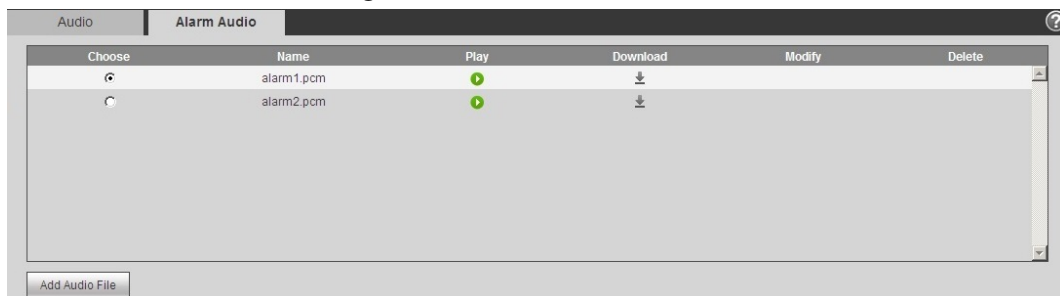 Audio Alarm Audio ?
Choose Name Play Download Modify Delete
alarm1.pcm
alarm2.pcm
Add Audio File